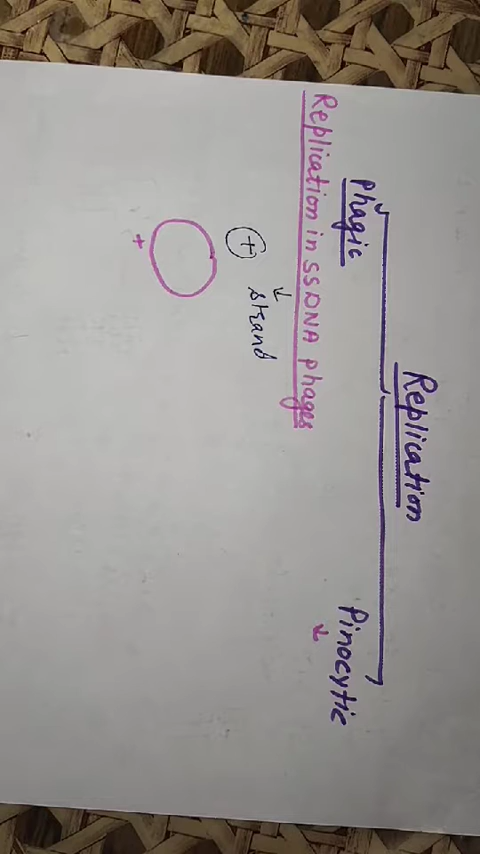 Replication
Phagic
Pinocytic
↓
Replication in SSDNA phages
↓
(+) strand
+